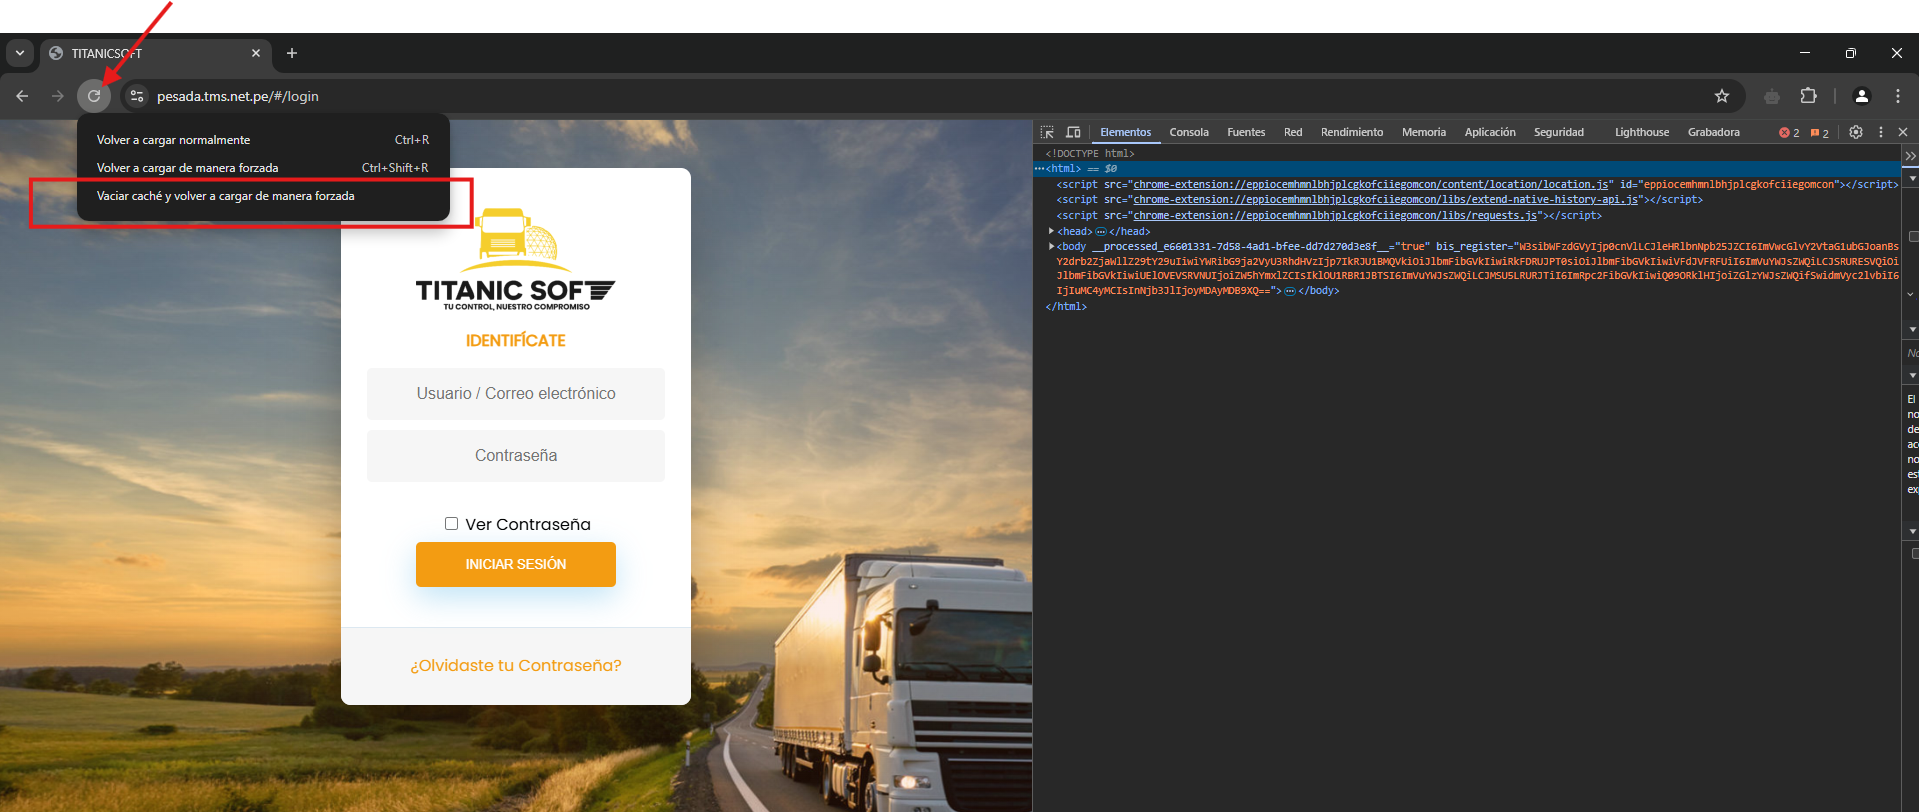 TITANICSOFT
pesada.tms.net.pe/#/login
Volver a cargar normalmente Ctrl+R
Volver a cargar de manera forzada Ctrl+Shift+R
Vaciar caché y volver a cargar de manera forzada
TITANIC SOFT
TU CONTROL, NUESTRO COMPROMISO
IDENTIFÍCATE
Usuario / Correo electrónico
Contraseña
Ver Contraseña
INICIAR SESIÓN
¿Olvidaste tu Contraseña?
Elementos Consola Fuentes Red Rendimiento Memoria Aplicación Seguridad Lighthouse Grabadora 2 2
<!DOCTYPE html>
<html> == $0
<script src="chrome-extension://eppiocemhmnlbhjplcgkofciiegomcon/content/location/location.js" id="eppiocemhmnlbhjplcgkofciiegomcon"></script>
<script src="chrome-extension://eppiocemhmnlbhjplcgkofciiegomcon/libs/extend-native-history-api.js"></script>
<script src="chrome-extension://eppiocemhmnlbhjplcgkofciiegomcon/libs/requests.js"></script>
<head> </head>
<body __processed_e6601331-7d58-4ad1-bfee-dd7d270d3e8f__="true" bis_register="
"> </body>
</html>
El
no
de
no